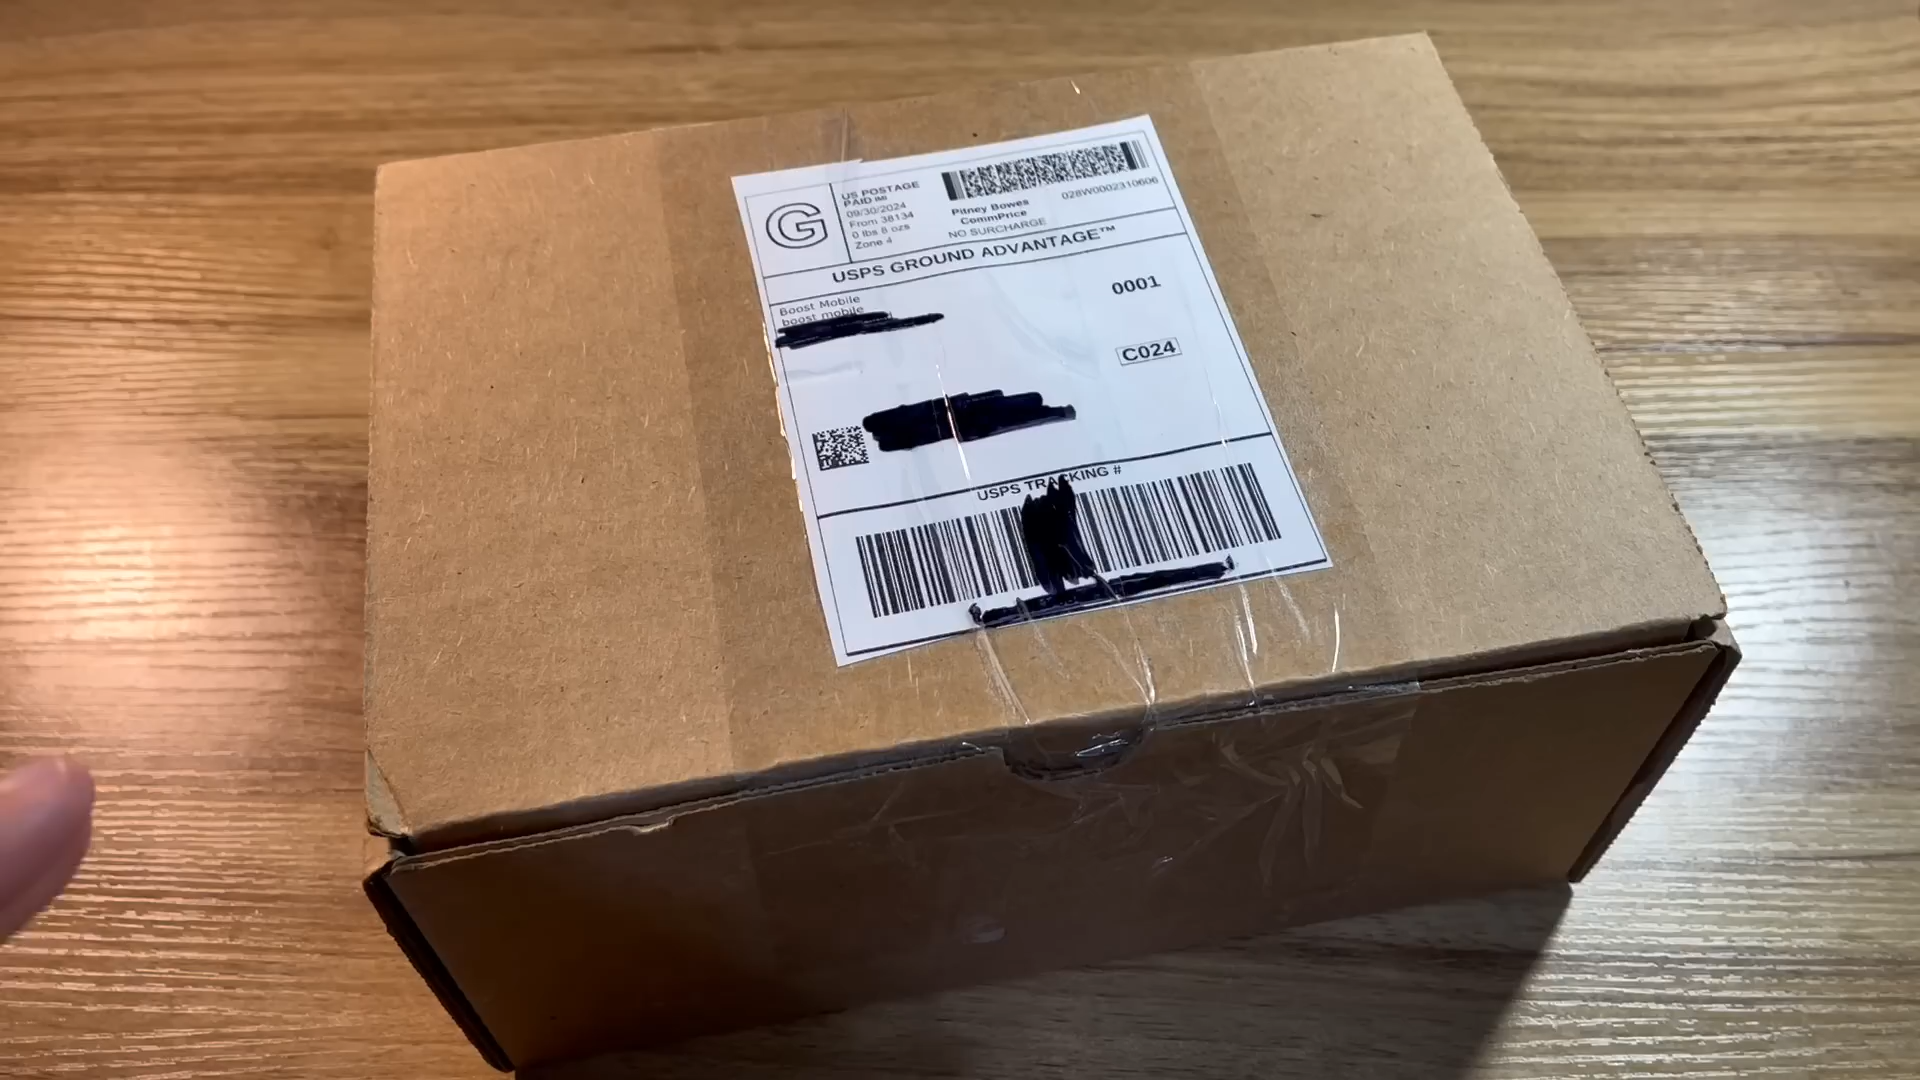 G
US POSTAGE
PAID IMI
09/30/2024
From 38134
0 lbs 8 ozs
Zone 4
028W0002310606
Pitney Bowes
CommPrice
NO SURCHARGE
USPS GROUND ADVANTAGE™
Boost Mobile
boost mobile
0001
C024
USPS TRACKING #